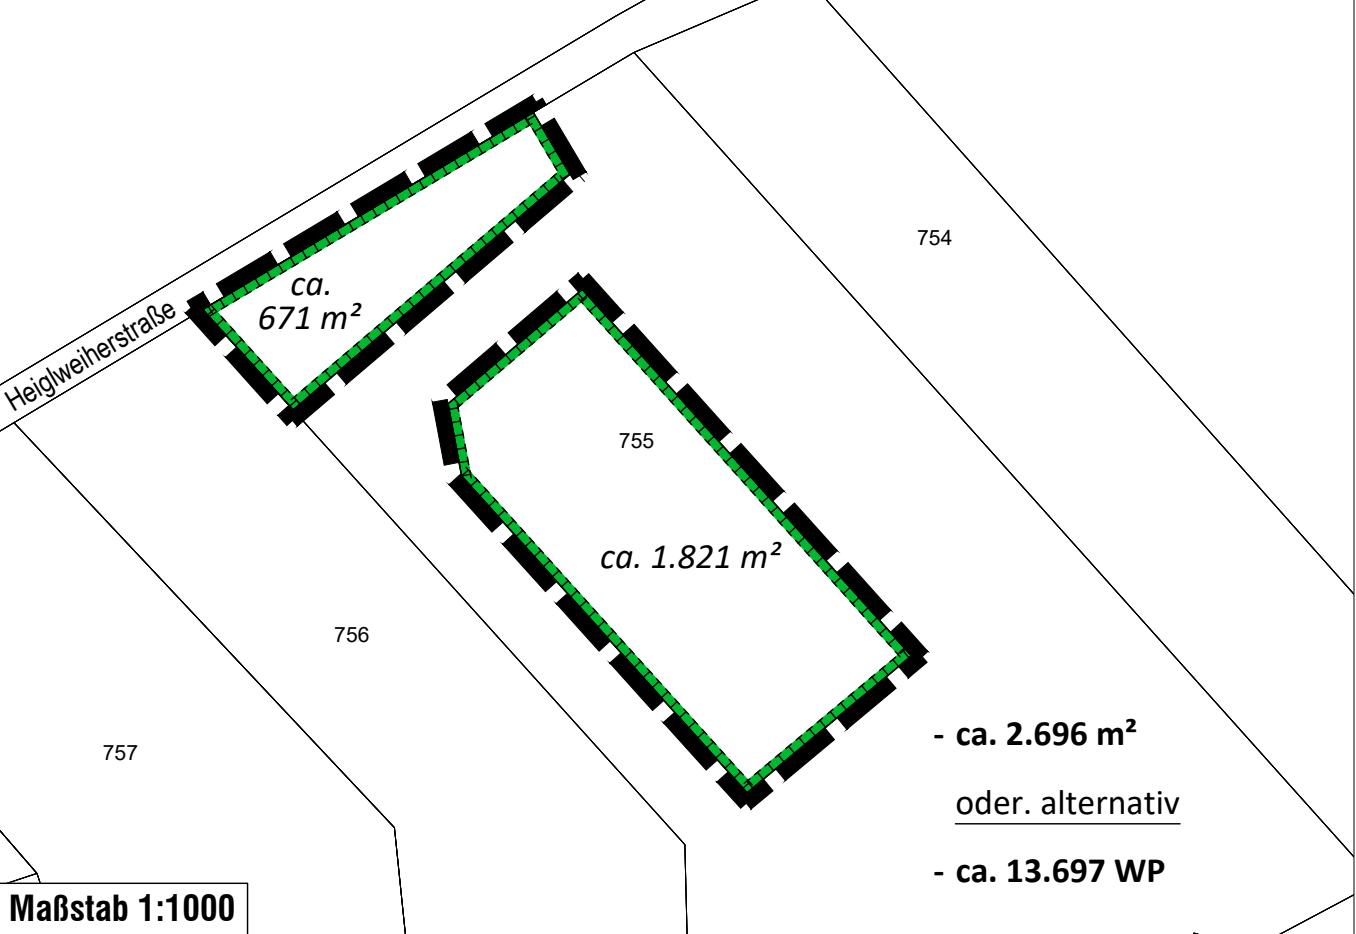 754
ca.
671 m²
Heiglweiherstraße
755
ca. 1.821 m²
756
757
- ca. 2.696 m²
oder. alternativ
- ca. 13.697 WP
Maßstab 1:1000